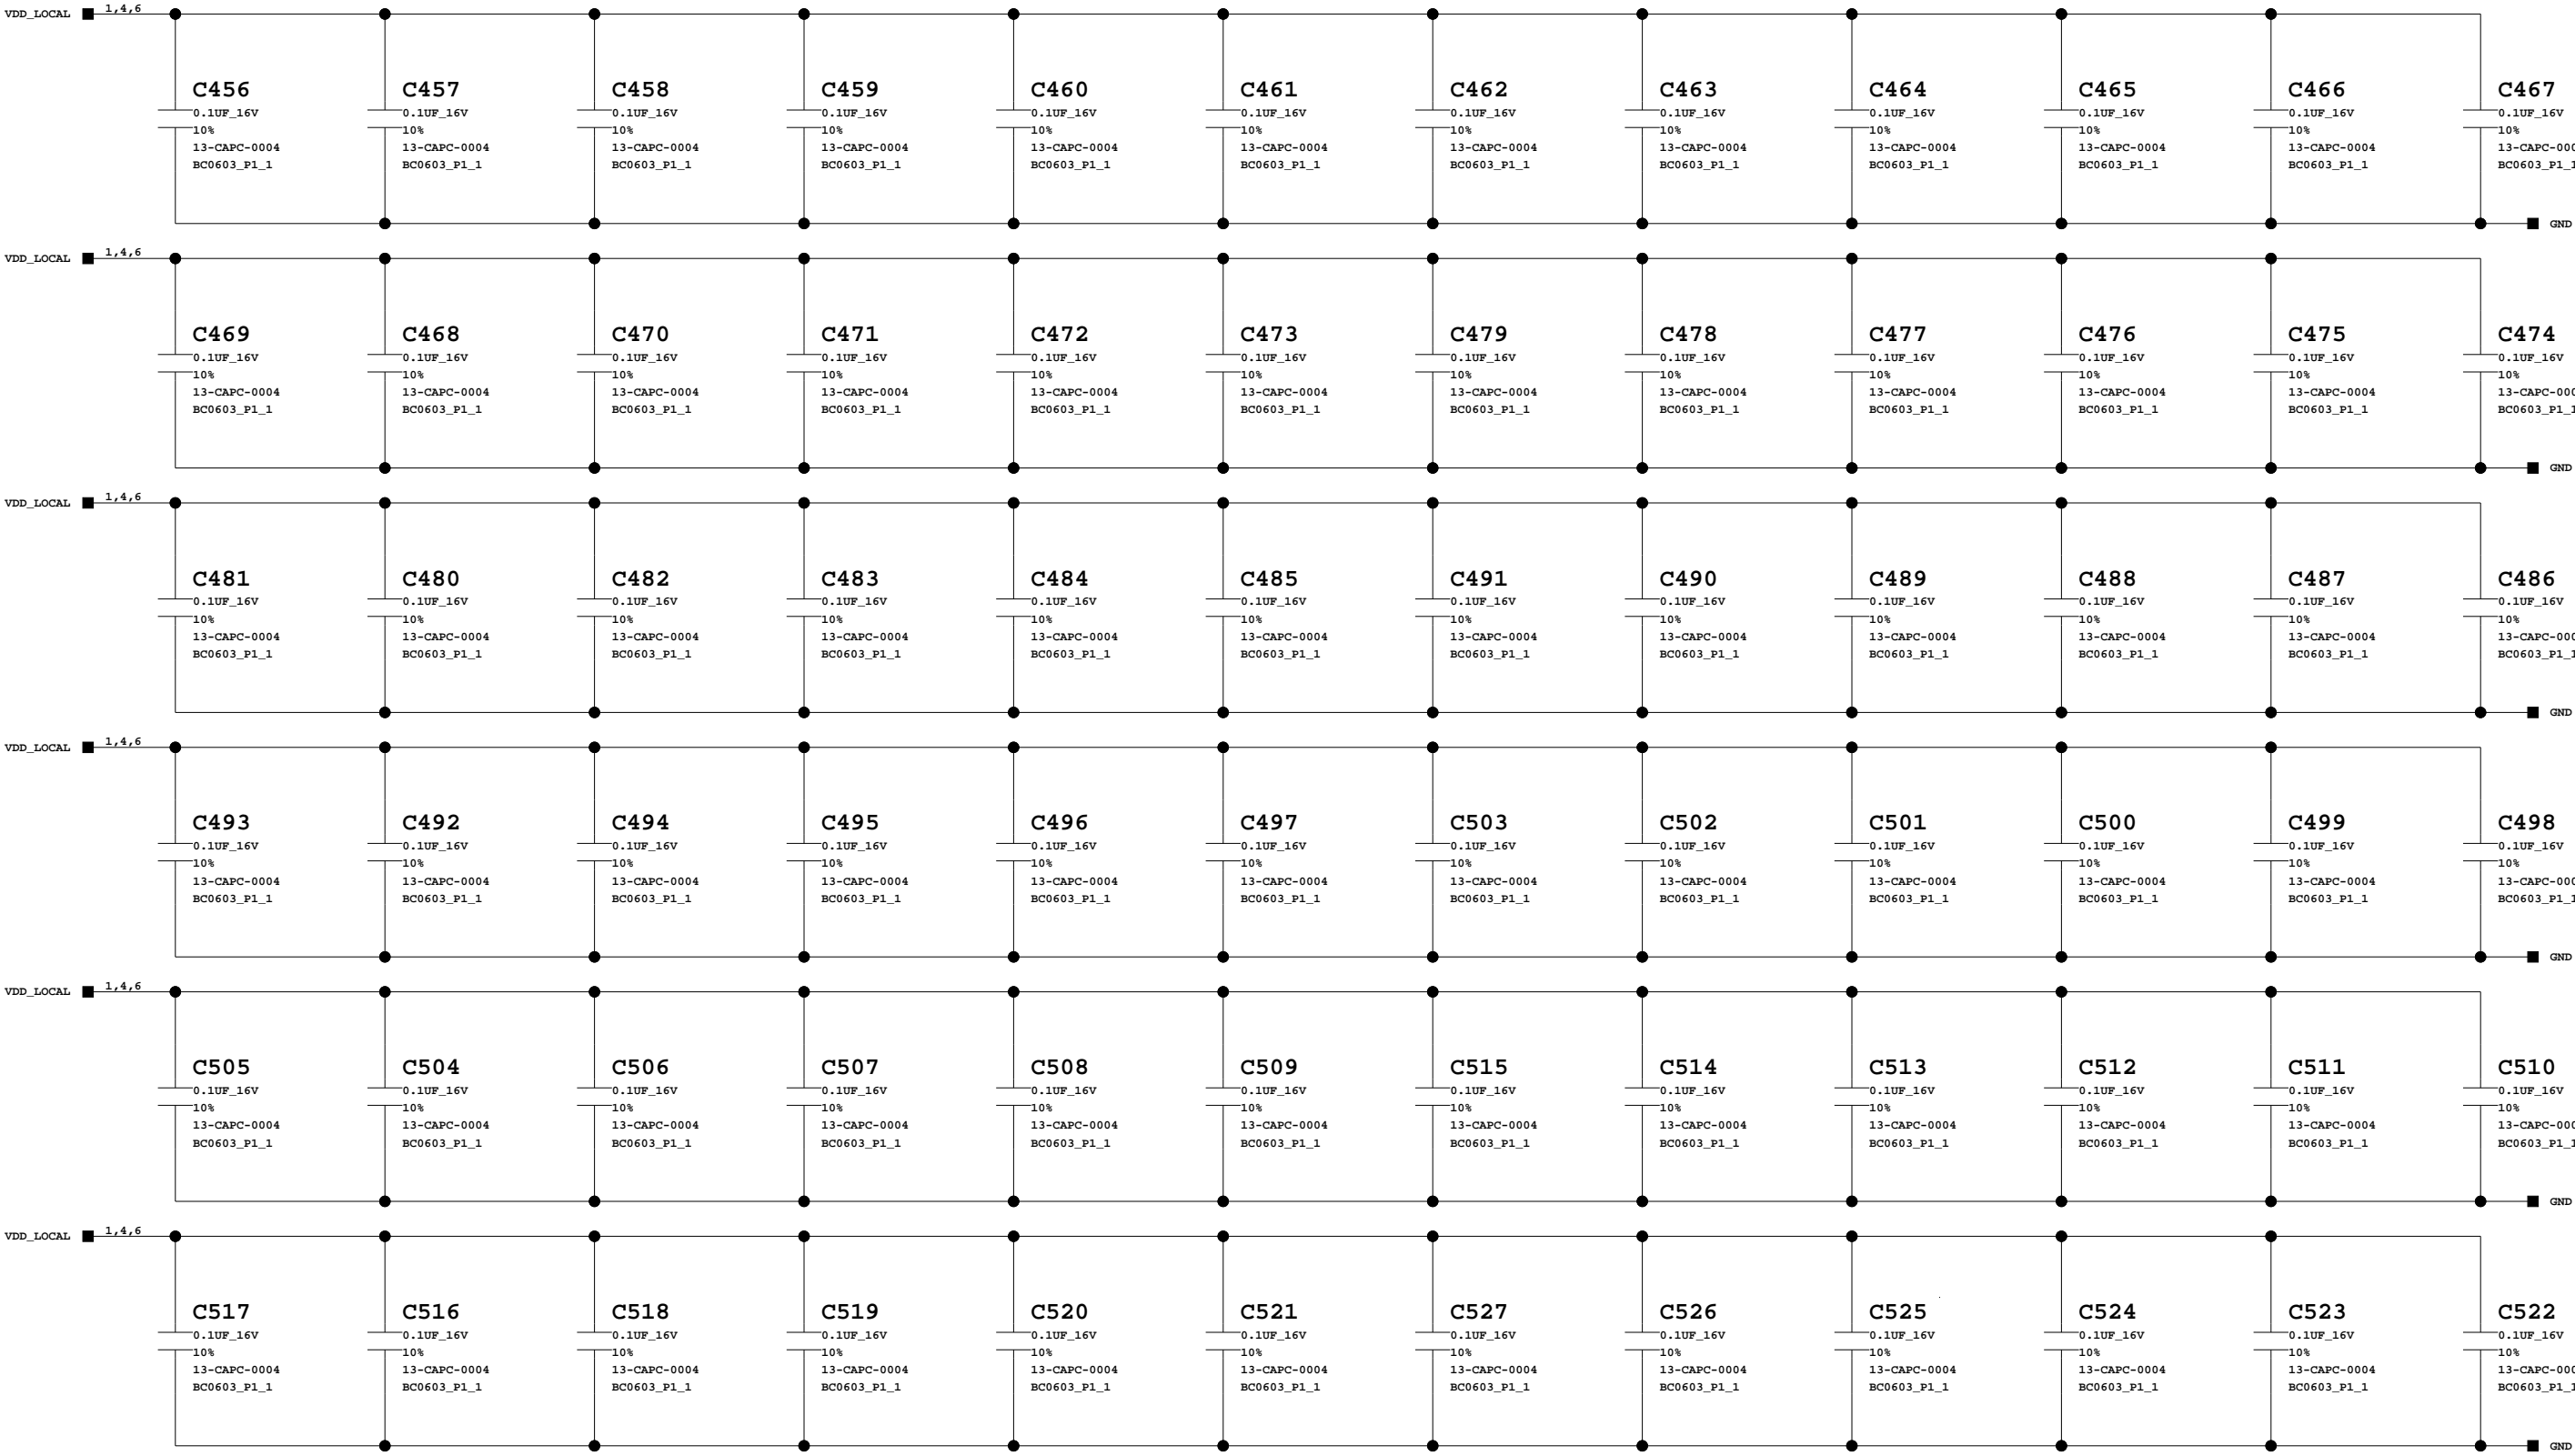 VDD_LOCAL 1,4,6
C456 C457 C458 C459 C460 C461 C462 C463 C464 C465 C466 C467
0.1UF_16V 0.1UF_16V 0.1UF_16V 0.1UF_16V 0.1UF_16V 0.1UF_16V 0.1UF_16V 0.1UF_16V 0.1UF_16V 0.1UF_16V 0.1UF_16V 0.1UF_16V
10% 10% 10% 10% 10% 10% 10% 10% 10% 10% 10% 10%
13-CAPC-0004 13-CAPC-0004 13-CAPC-0004 13-CAPC-0004 13-CAPC-0004 13-CAPC-0004 13-CAPC-0004 13-CAPC-0004 13-CAPC-0004 13-CAPC-0004 13-CAPC-0004 13-CAPC-00
BC0603_P1_1 BC0603_P1_1 BC0603_P1_1 BC0603_P1_1 BC0603_P1_1 BC0603_P1_1 BC0603_P1_1 BC0603_P1_1 BC0603_P1_1 BC0603_P1_1 BC0603_P1_1 BC0603_P1_1
GND
VDD_LOCAL 1,4,6
C469 C468 C470 C471 C472 C473 C479 C478 C477 C476 C475 C474
0.1UF_16V 0.1UF_16V 0.1UF_16V 0.1UF_16V 0.1UF_16V 0.1UF_16V 0.1UF_16V 0.1UF_16V 0.1UF_16V 0.1UF_16V 0.1UF_16V 0.1UF_16V
10% 10% 10% 10% 10% 10% 10% 10% 10% 10% 10% 10%
13-CAPC-0004 13-CAPC-0004 13-CAPC-0004 13-CAPC-0004 13-CAPC-0004 13-CAPC-0004 13-CAPC-0004 13-CAPC-0004 13-CAPC-0004 13-CAPC-0004 13-CAPC-0004 13-CAPC-00
BC0603_P1_1 BC0603_P1_1 BC0603_P1_1 BC0603_P1_1 BC0603_P1_1 BC0603_P1_1 BC0603_P1_1 BC0603_P1_1 BC0603_P1_1 BC0603_P1_1 BC0603_P1_1 BC0603_P1_1
GND
VDD_LOCAL 1,4,6
C481 C480 C482 C483 C484 C485 C491 C490 C489 C488 C487 C486
0.1UF_16V 0.1UF_16V 0.1UF_16V 0.1UF_16V 0.1UF_16V 0.1UF_16V 0.1UF_16V 0.1UF_16V 0.1UF_16V 0.1UF_16V 0.1UF_16V 0.1UF_16V
10% 10% 10% 10% 10% 10% 10% 10% 10% 10% 10% 10%
13-CAPC-0004 13-CAPC-0004 13-CAPC-0004 13-CAPC-0004 13-CAPC-0004 13-CAPC-0004 13-CAPC-0004 13-CAPC-0004 13-CAPC-0004 13-CAPC-0004 13-CAPC-0004 13-CAPC-00
BC0603_P1_1 BC0603_P1_1 BC0603_P1_1 BC0603_P1_1 BC0603_P1_1 BC0603_P1_1 BC0603_P1_1 BC0603_P1_1 BC0603_P1_1 BC0603_P1_1 BC0603_P1_1 BC0603_P1_1
GND
VDD_LOCAL 1,4,6
C493 C492 C494 C495 C496 C497 C503 C502 C501 C500 C499 C498
0.1UF_16V 0.1UF_16V 0.1UF_16V 0.1UF_16V 0.1UF_16V 0.1UF_16V 0.1UF_16V 0.1UF_16V 0.1UF_16V 0.1UF_16V 0.1UF_16V 0.1UF_16V
10% 10% 10% 10% 10% 10% 10% 10% 10% 10% 10% 10%
13-CAPC-0004 13-CAPC-0004 13-CAPC-0004 13-CAPC-0004 13-CAPC-0004 13-CAPC-0004 13-CAPC-0004 13-CAPC-0004 13-CAPC-0004 13-CAPC-0004 13-CAPC-0004 13-CAPC-00
BC0603_P1_1 BC0603_P1_1 BC0603_P1_1 BC0603_P1_1 BC0603_P1_1 BC0603_P1_1 BC0603_P1_1 BC0603_P1_1 BC0603_P1_1 BC0603_P1_1 BC0603_P1_1 BC0603_P1_1
GND
VDD_LOCAL 1,4,6
C505 C504 C506 C507 C508 C509 C515 C514 C513 C512 C511 C510
0.1UF_16V 0.1UF_16V 0.1UF_16V 0.1UF_16V 0.1UF_16V 0.1UF_16V 0.1UF_16V 0.1UF_16V 0.1UF_16V 0.1UF_16V 0.1UF_16V 0.1UF_16V
10% 10% 10% 10% 10% 10% 10% 10% 10% 10% 10% 10%
13-CAPC-0004 13-CAPC-0004 13-CAPC-0004 13-CAPC-0004 13-CAPC-0004 13-CAPC-0004 13-CAPC-0004 13-CAPC-0004 13-CAPC-0004 13-CAPC-0004 13-CAPC-0004 13-CAPC-00
BC0603_P1_1 BC0603_P1_1 BC0603_P1_1 BC0603_P1_1 BC0603_P1_1 BC0603_P1_1 BC0603_P1_1 BC0603_P1_1 BC0603_P1_1 BC0603_P1_1 BC0603_P1_1 BC0603_P1_1
GND
VDD_LOCAL 1,4,6
C517 C516 C518 C519 C520 C521 C527 C526 C525 C524 C523 C522
0.1UF_16V 0.1UF_16V 0.1UF_16V 0.1UF_16V 0.1UF_16V 0.1UF_16V 0.1UF_16V 0.1UF_16V 0.1UF_16V 0.1UF_16V 0.1UF_16V 0.1UF_16V
10% 10% 10% 10% 10% 10% 10% 10% 10% 10% 10% 10%
13-CAPC-0004 13-CAPC-0004 13-CAPC-0004 13-CAPC-0004 13-CAPC-0004 13-CAPC-0004 13-CAPC-0004 13-CAPC-0004 13-CAPC-0004 13-CAPC-0004 13-CAPC-0004 13-CAPC-00
BC0603_P1_1 BC0603_P1_1 BC0603_P1_1 BC0603_P1_1 BC0603_P1_1 BC0603_P1_1 BC0603_P1_1 BC0603_P1_1 BC0603_P1_1 BC0603_P1_1 BC0603_P1_1 BC0603_P1_1
GND